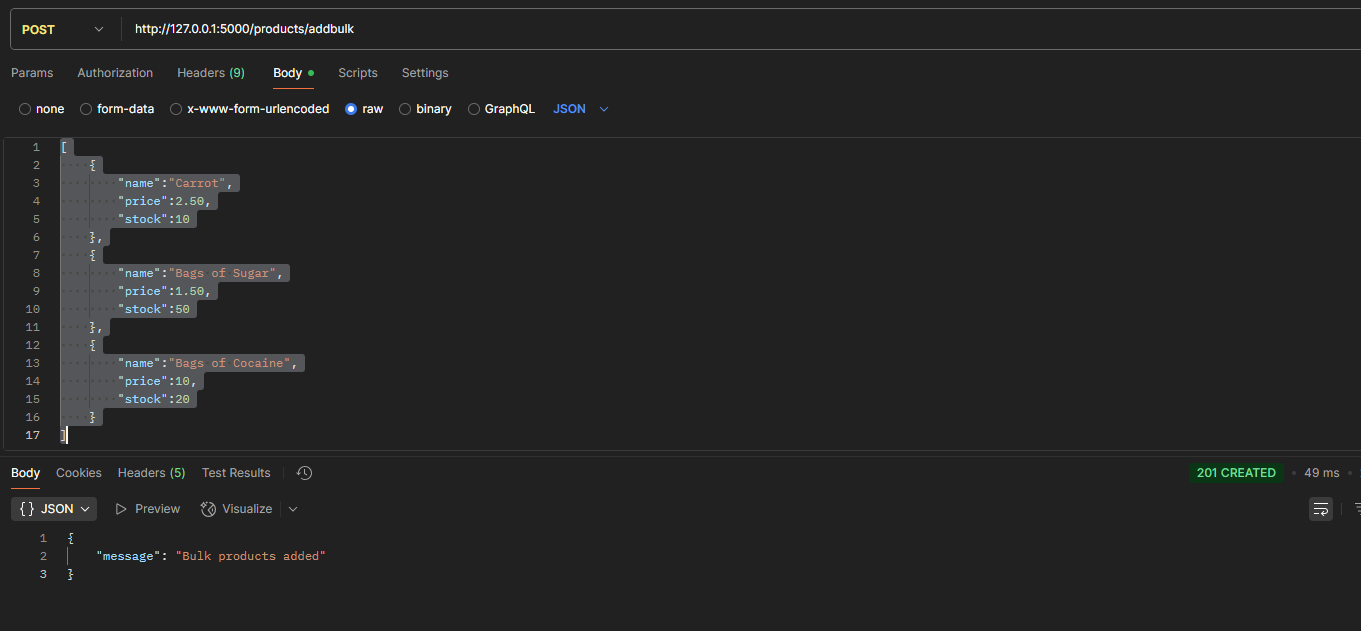 POST http://127.0.0.1:5000/products/addbulk
Params Authorization Headers (9) Body Scripts Settings
none form-data x-www-form-urlencoded raw binary GraphQL JSON
1 [
2 {
3 "name":"Carrot",
4 "price":2.50,
5 "stock":10
6 },
7 {
8 "name":"Bags of Sugar",
9 "price":1.50,
10 "stock":50
11 },
12 {
13 "name":"Bags of Cocaine",
14 "price":10,
15 "stock":20
16 }
17 ]
Body Cookies Headers (5) Test Results 201 CREATED • 49 ms •
{} JSON Preview Visualize
1 {
2 "message": "Bulk products added"
3 }